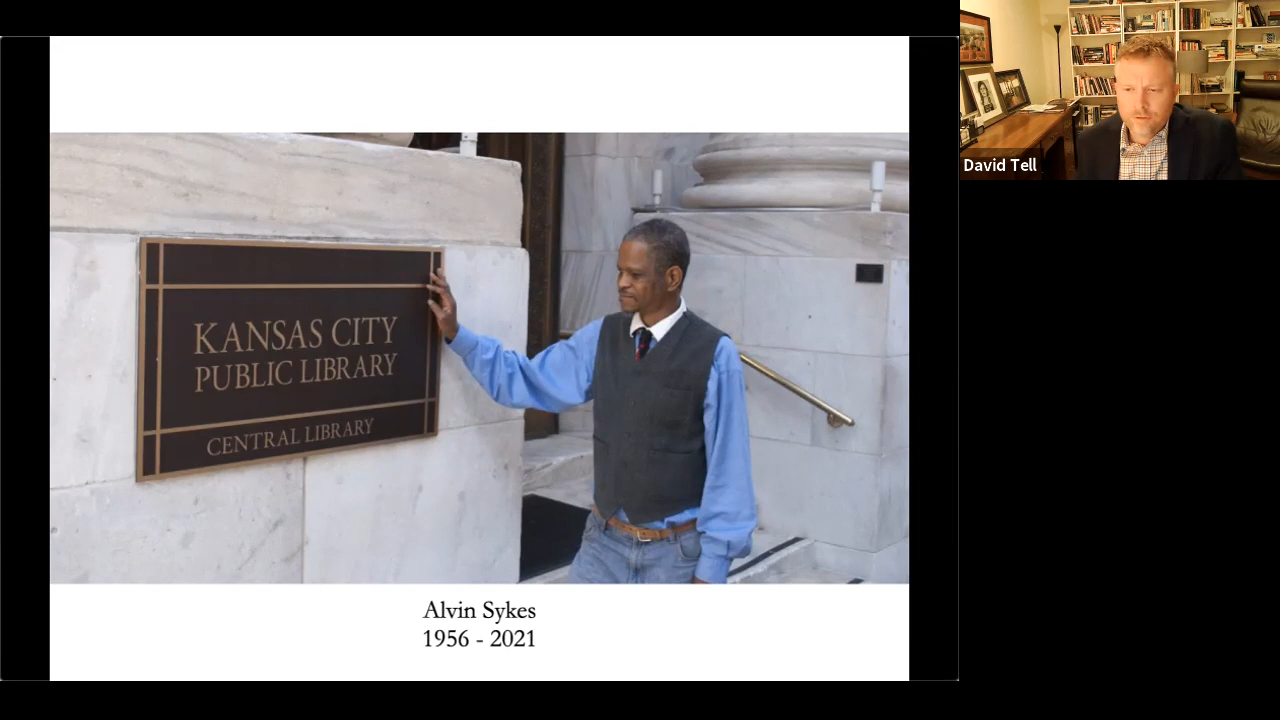 KANSAS CITY
PUBLIC LIBRARY
CENTRAL LIBRARY
Alvin Sykes
1956 - 2021
David Tell